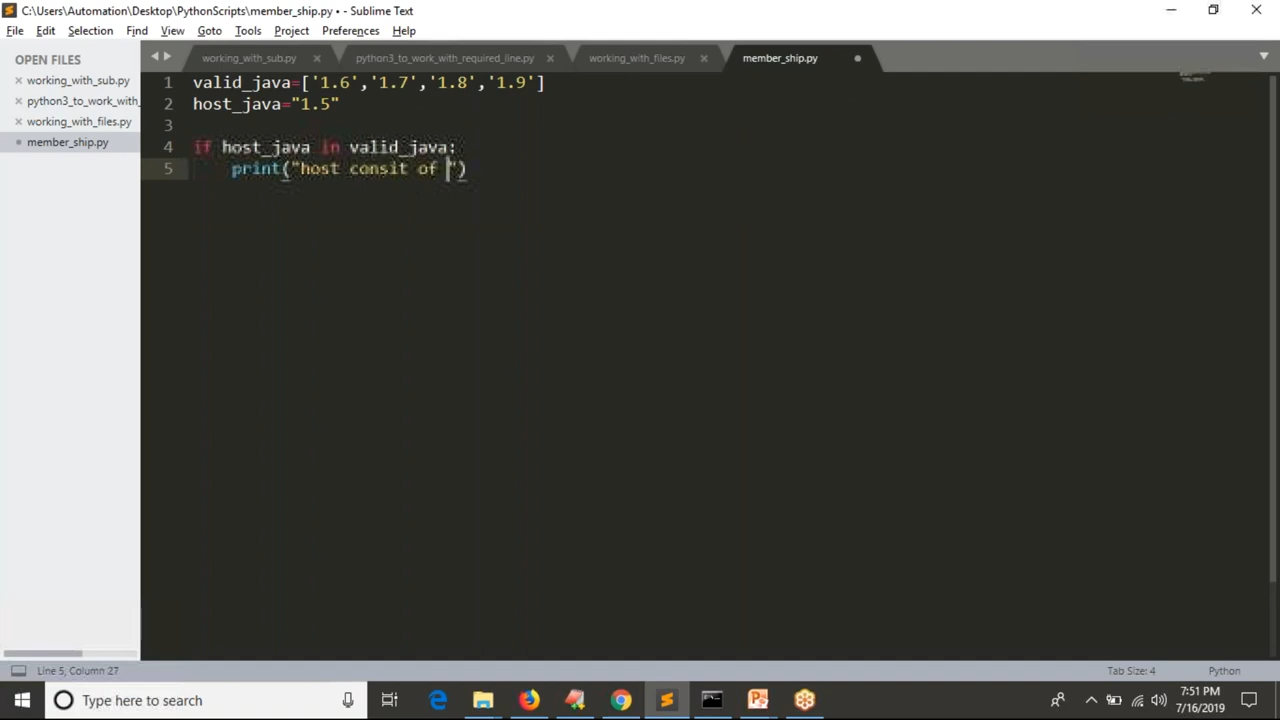 C:\Users\Automation\Desktop\PythonScripts\member_ship.py • - Sublime Text
File Edit Selection Find View Goto Tools Project Preferences Help
OPEN FILES
working_with_sub.py
python3_to_work_with_
working_with_files.py
member_ship.py
working_with_sub.py python3_to_work_with_required_line.py working_with_files.py member_ship.py
1 valid_java=['1.6','1.7','1.8','1.9']
2 host_java="1.5"
3
4 if host_java in valid_java:
5 print("host consit of ")
Line 5, Column 27 Tab Size: 4 Python
Type here to search
7:51 PM
7/16/2019